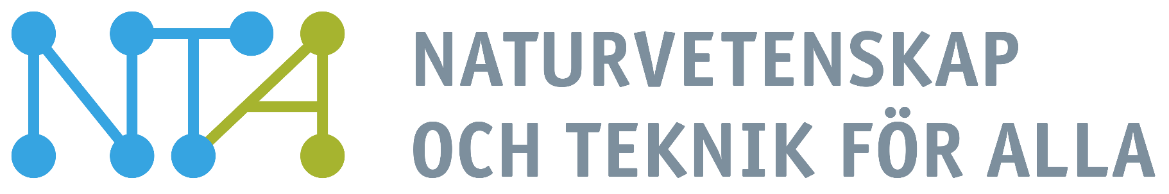 NTA
NATURVETENSKAP
OCH TEKNIK FÖR ALLA